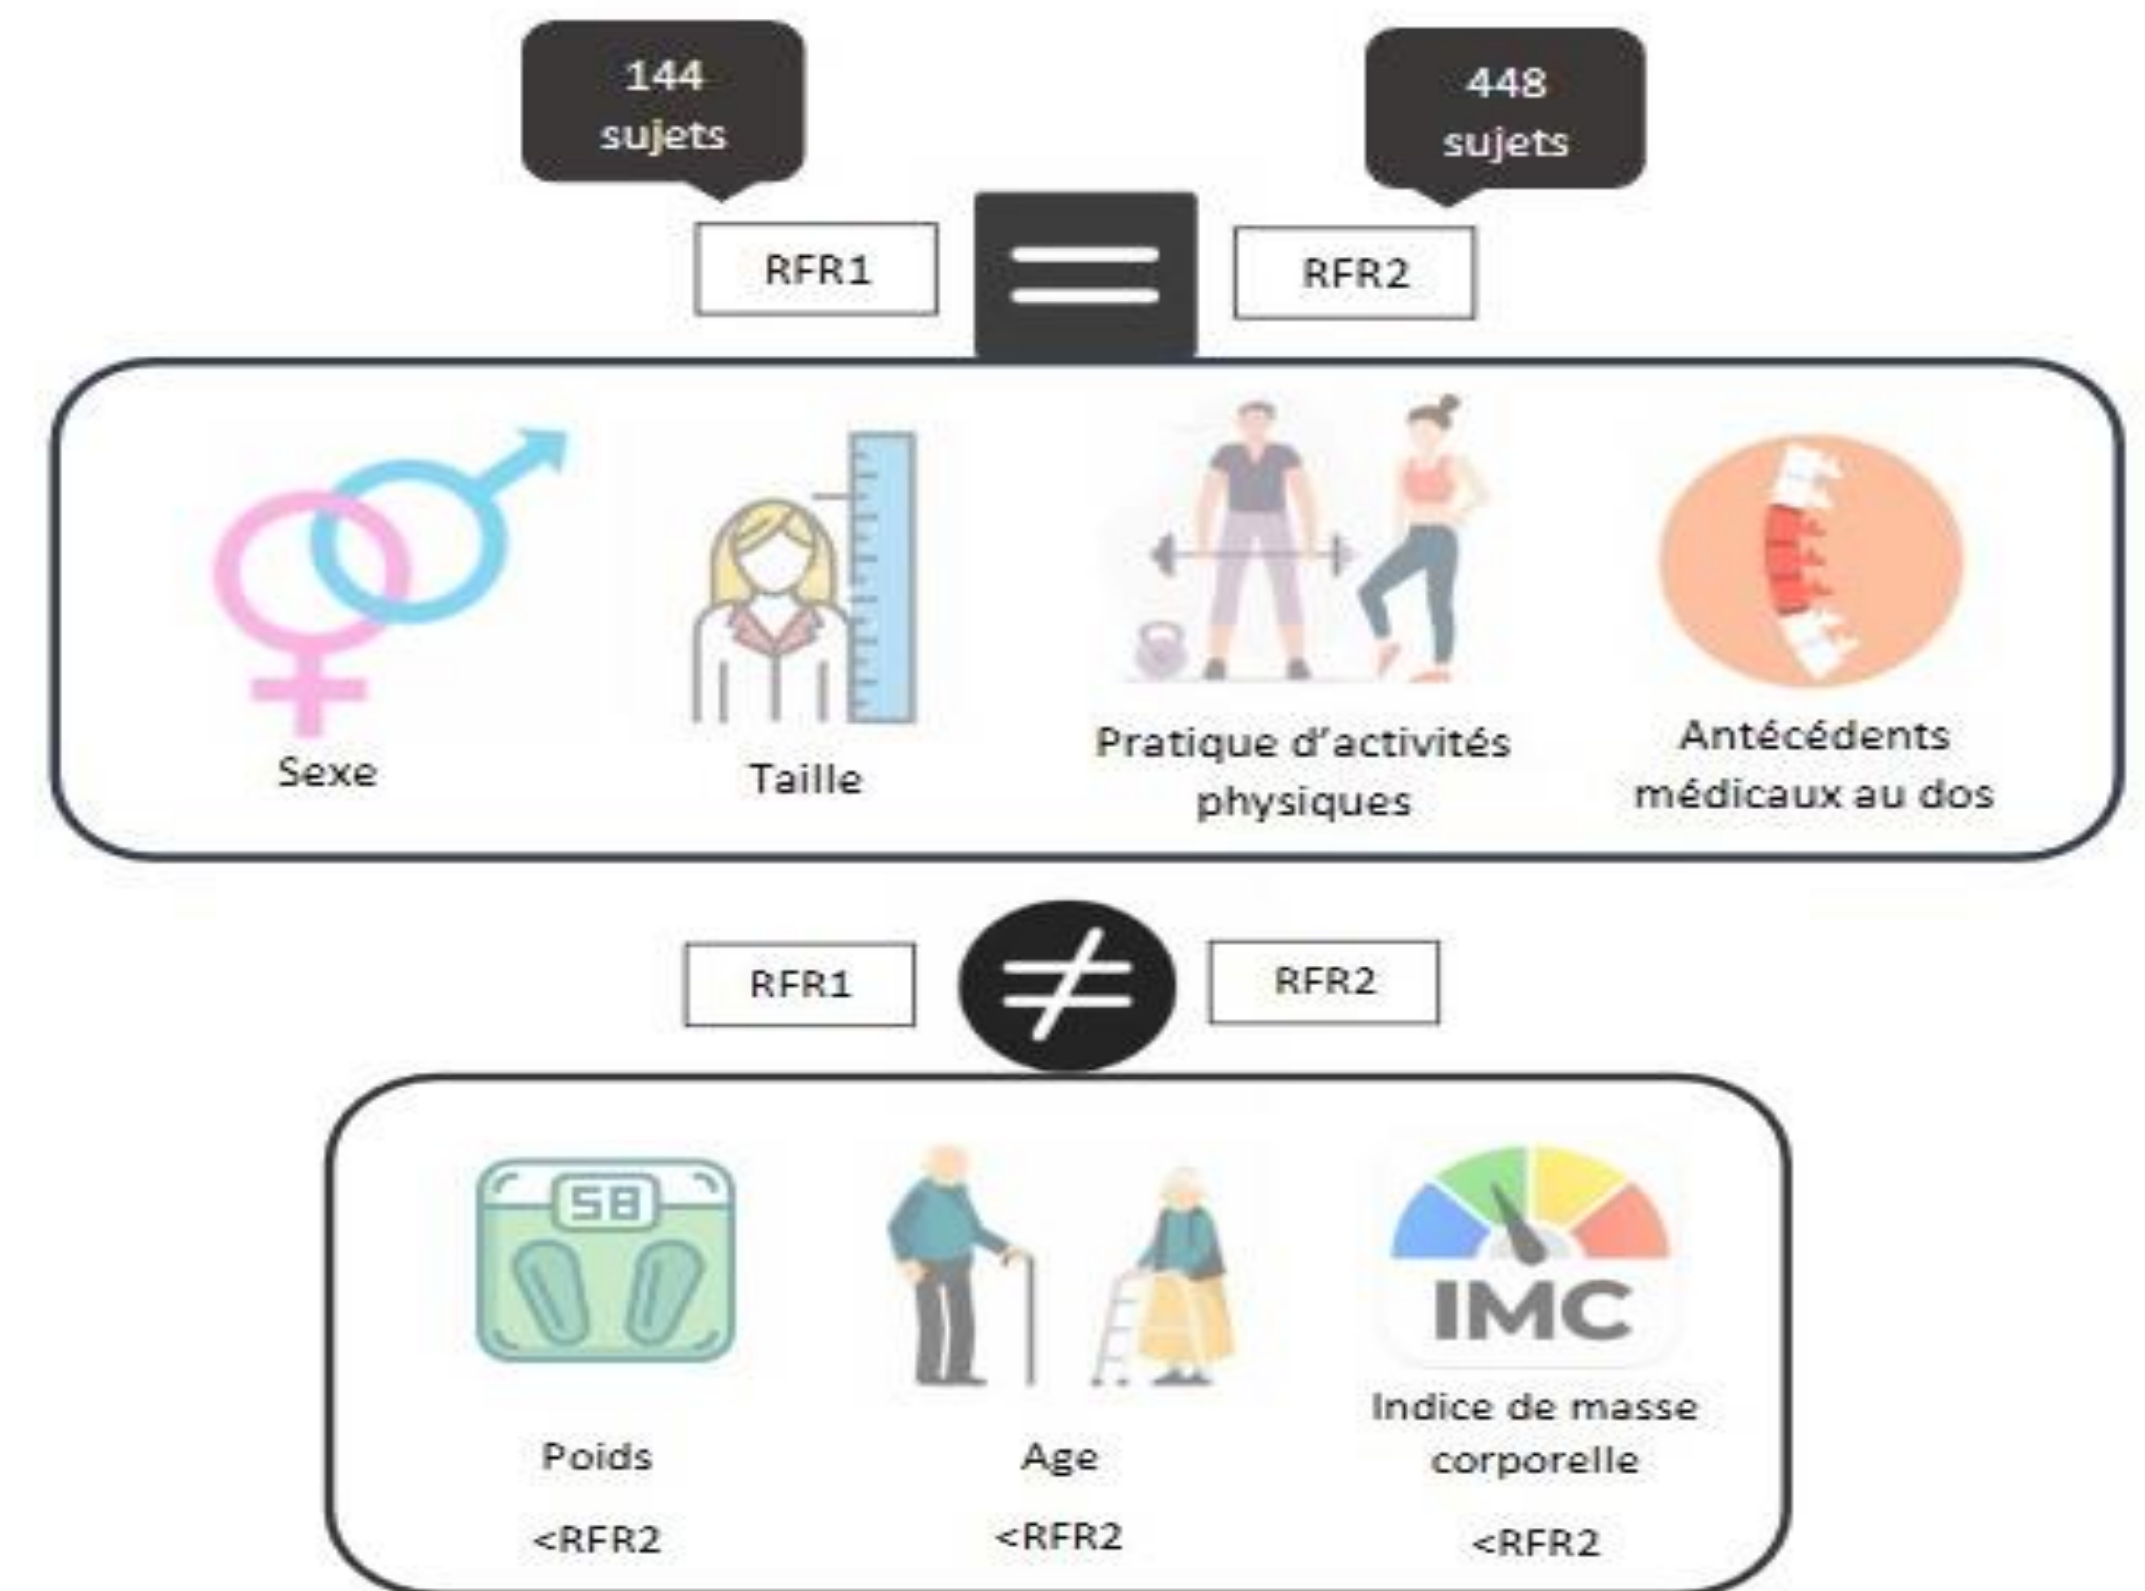 144
sujets
448
sujets
RFR1
RFR2
Sexe
Taille
Pratique d'activités
physiques
Antécédents
médicaux au dos
RFR1
RFR2
58
IMC
Poids
Age
Indice de masse
corporelle
<RFR2
<RFR2
<RFR2